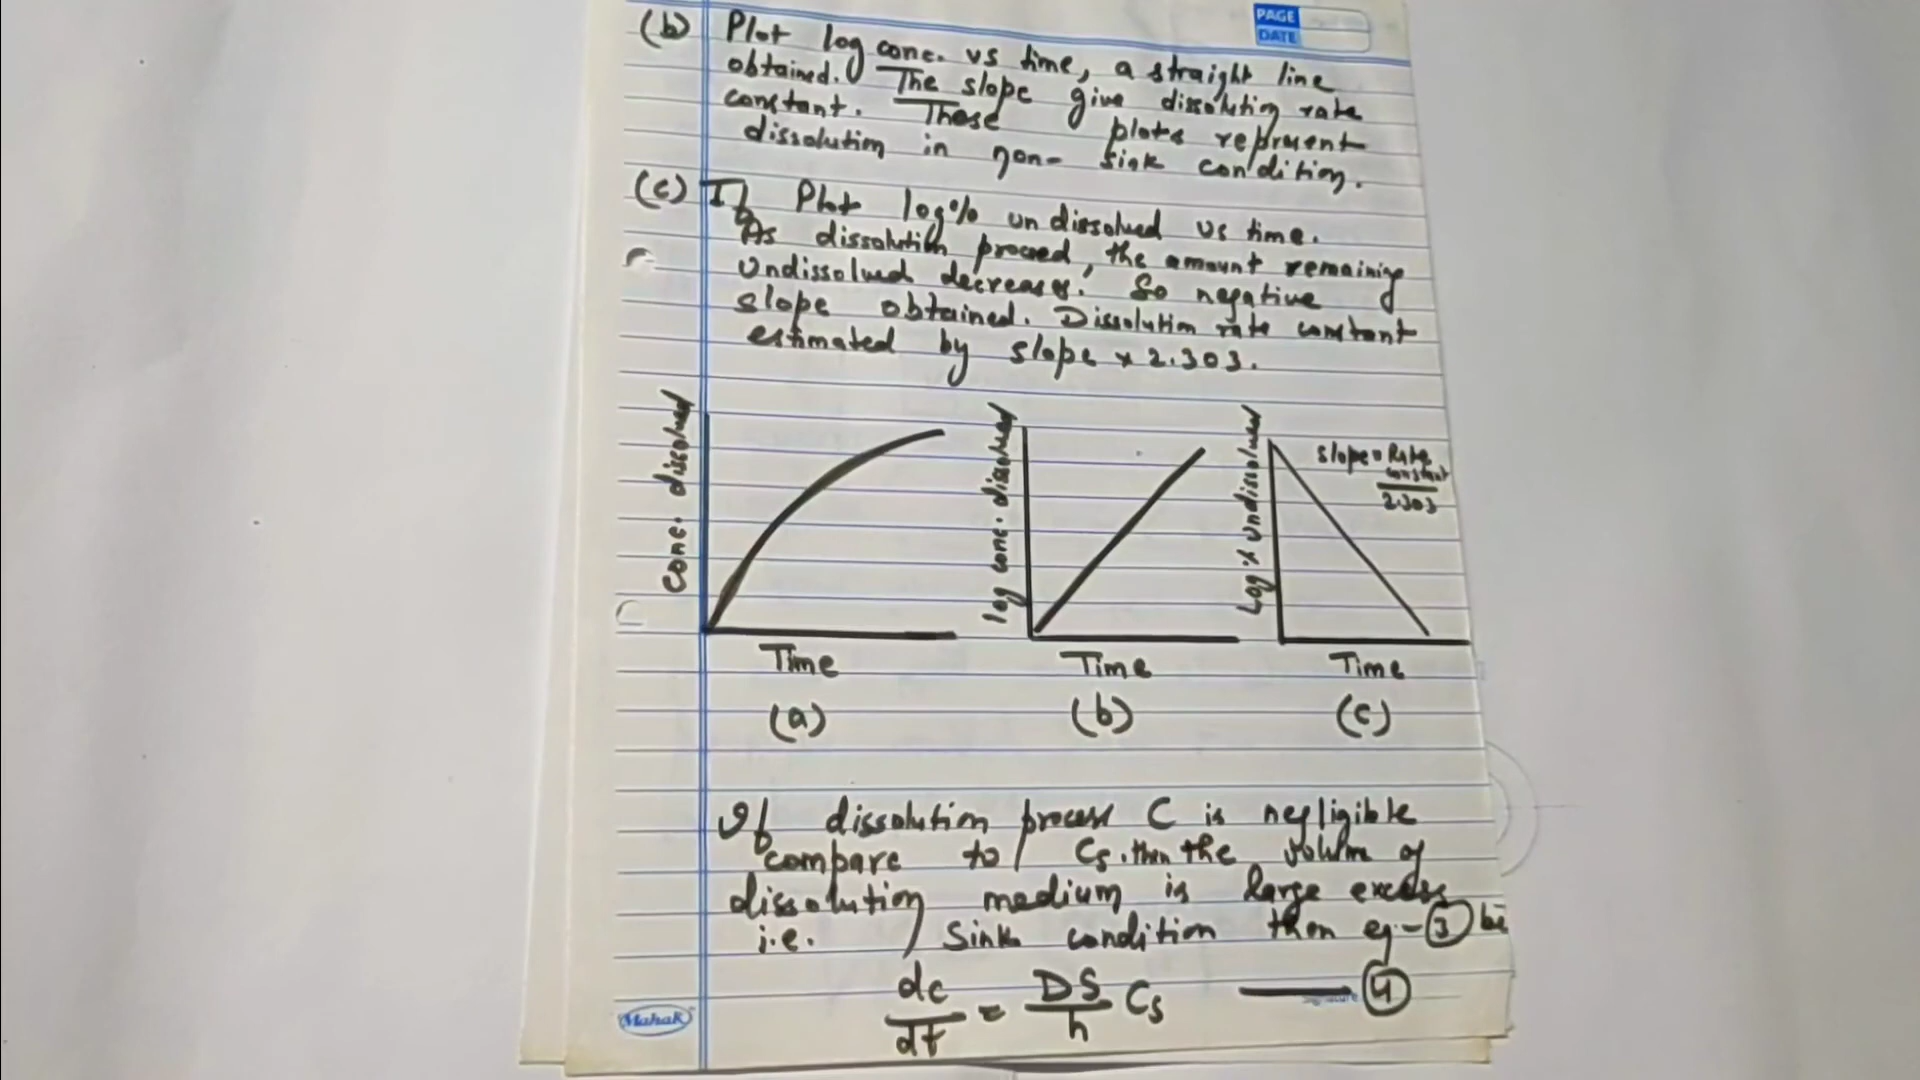 PAGE
DATE
(b) Plot log conc. vs time, a straight line
obtained. The slope give dissolution rate
constant. These plots represent
dissolution in non- sink condition.
(c) If Plot log% undissolved vs time.
As dissolution proceed, the amount remaining
Undissolved decreases. So negative
slope obtained. Dissolution rate constant
estimated by slope x 2.303.
Conc. dissolved
Time
(a)
log conc. dissolved
Time
(b)
Log % Undissolved
slope = Rate constant
2.303
Time
(c)
If dissolution process C is negligible
compare to Cs. then the volume of
dissolution medium is large excess
i.e. Sink condition then eq-③
dc/dt = DS/h Cs ——— ④
Mahak